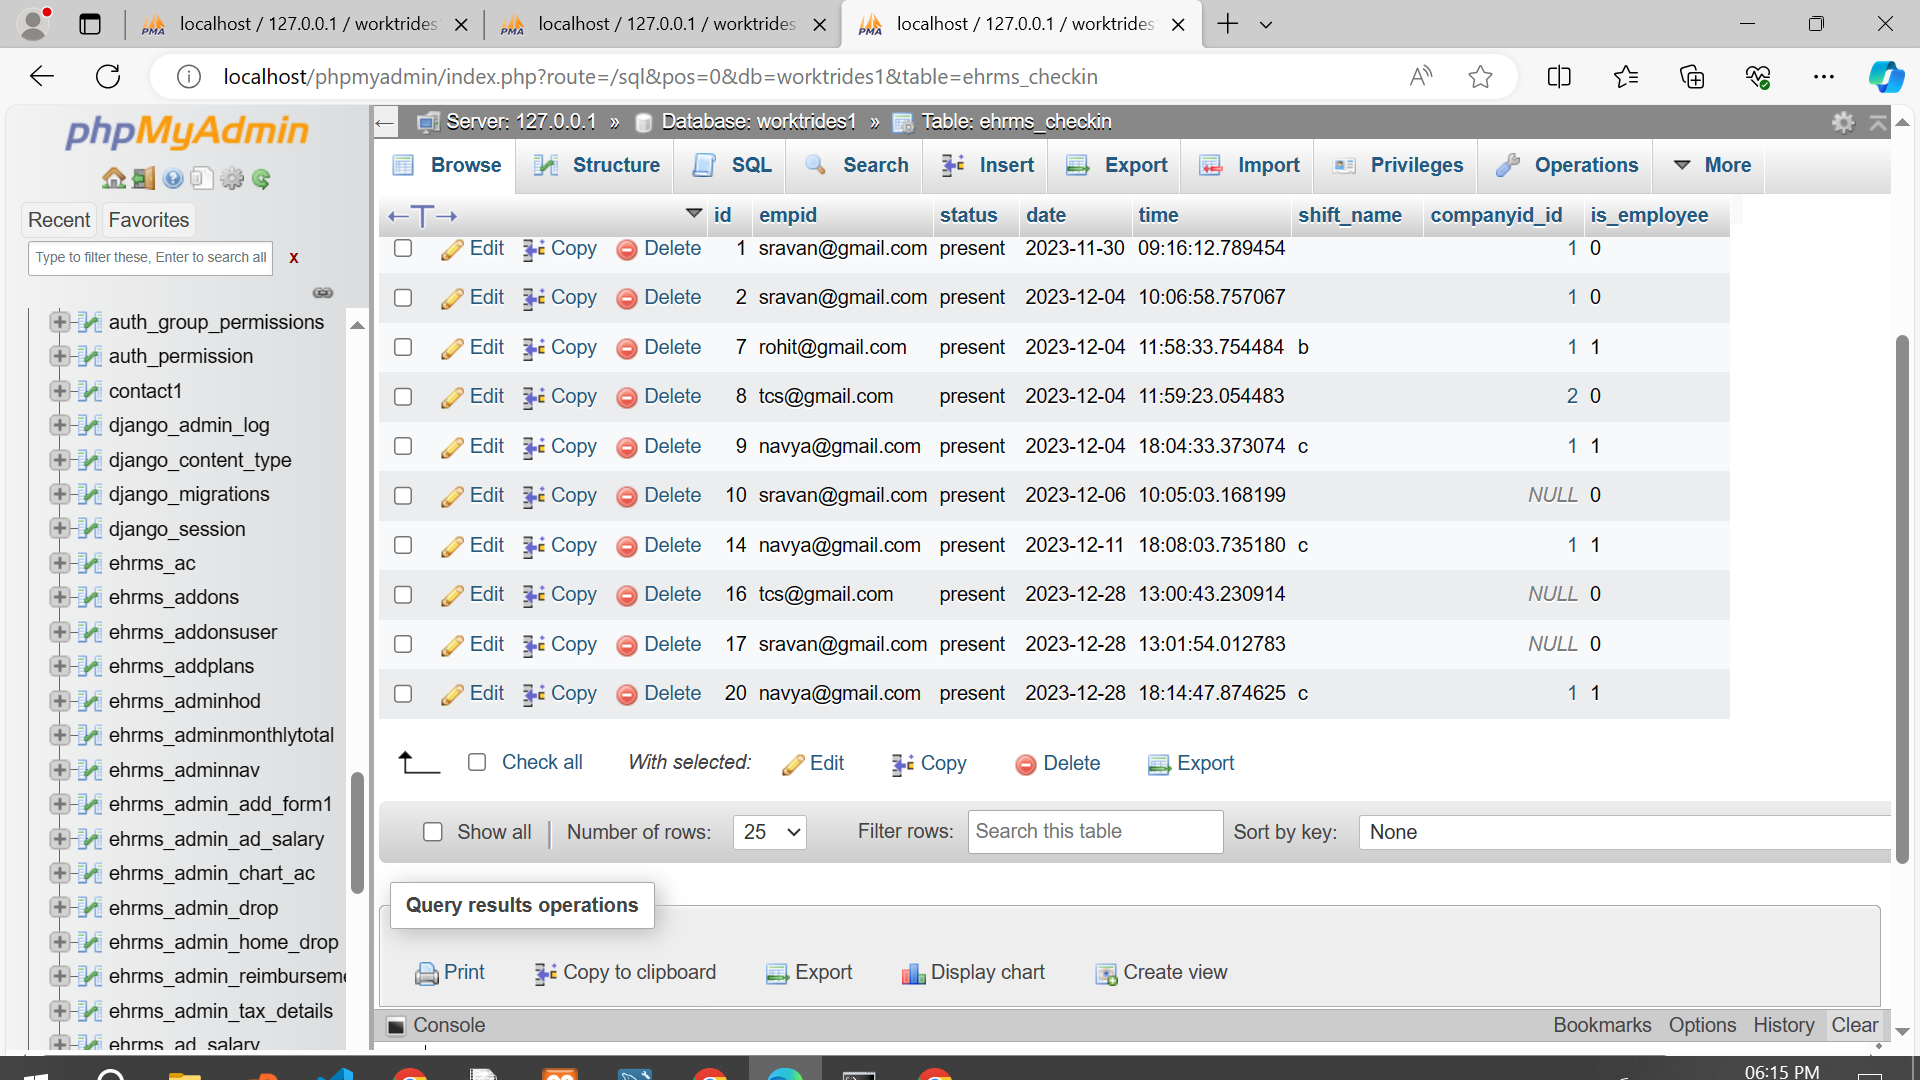 localhost / 127.0.0.1 / worktrides
localhost / 127.0.0.1 / worktrides
localhost / 127.0.0.1 / worktrides
localhost/phpmyadmin/index.php?route=/sql&pos=0&db=worktrides1&table=ehrms_checkin
phpMyAdmin
Recent Favorites
Type to filter these, Enter to search all X
auth_group_permissions
auth_permission
contact1
django_admin_log
django_content_type
django_migrations
django_session
ehrms_ac
ehrms_addons
ehrms_addonsuser
ehrms_addplans
ehrms_adminhod
ehrms_adminmonthlytotal
ehrms_adminnav
ehrms_admin_add_form1
ehrms_admin_ad_salary
ehrms_admin_chart_ac
ehrms_admin_drop
ehrms_admin_home_drop
ehrms_admin_reimburseme
ehrms_admin_tax_details
ehrms_ad_salary
Server: 127.0.0.1 » Database: worktrides1 » Table: ehrms_checkin
Browse Structure SQL Search Insert Export Import Privileges Operations More
id empid status date time shift_name companyid_id is_employee
Edit Copy Delete 1 sravan@gmail.com present 2023-11-30 09:16:12.789454 1 0
Edit Copy Delete 2 sravan@gmail.com present 2023-12-04 10:06:58.757067 1 0
Edit Copy Delete 7 rohit@gmail.com present 2023-12-04 11:58:33.754484 b 1 1
Edit Copy Delete 8 tcs@gmail.com present 2023-12-04 11:59:23.054483 2 0
Edit Copy Delete 9 navya@gmail.com present 2023-12-04 18:04:33.373074 c 1 1
Edit Copy Delete 10 sravan@gmail.com present 2023-12-06 10:05:03.168199 NULL 0
Edit Copy Delete 14 navya@gmail.com present 2023-12-11 18:08:03.735180 c 1 1
Edit Copy Delete 16 tcs@gmail.com present 2023-12-28 13:00:43.230914 NULL 0
Edit Copy Delete 17 sravan@gmail.com present 2023-12-28 13:01:54.012783 NULL 0
Edit Copy Delete 20 navya@gmail.com present 2023-12-28 18:14:47.874625 c 1 1
Check all With selected: Edit Copy Delete Export
Show all Number of rows: 25 Filter rows: Search this table Sort by key: None
Query results operations
Print Copy to clipboard Export Display chart Create view
Console Bookmarks Options History Clear
06:15 PM